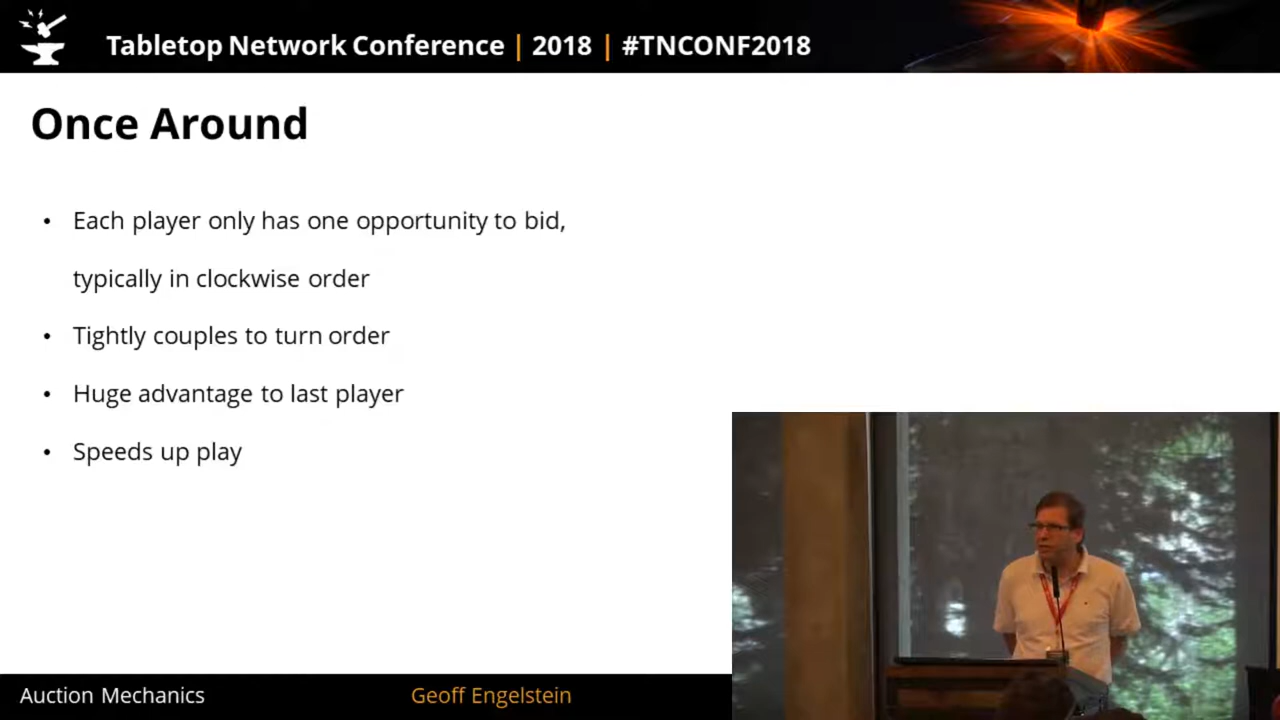 Tabletop Network Conference | 2018 | #TNCONF2018
Once Around
• Each player only has one opportunity to bid,
typically in clockwise order
• Tightly couples to turn order
• Huge advantage to last player
• Speeds up play
Auction Mechanics
Geoff Engelstein